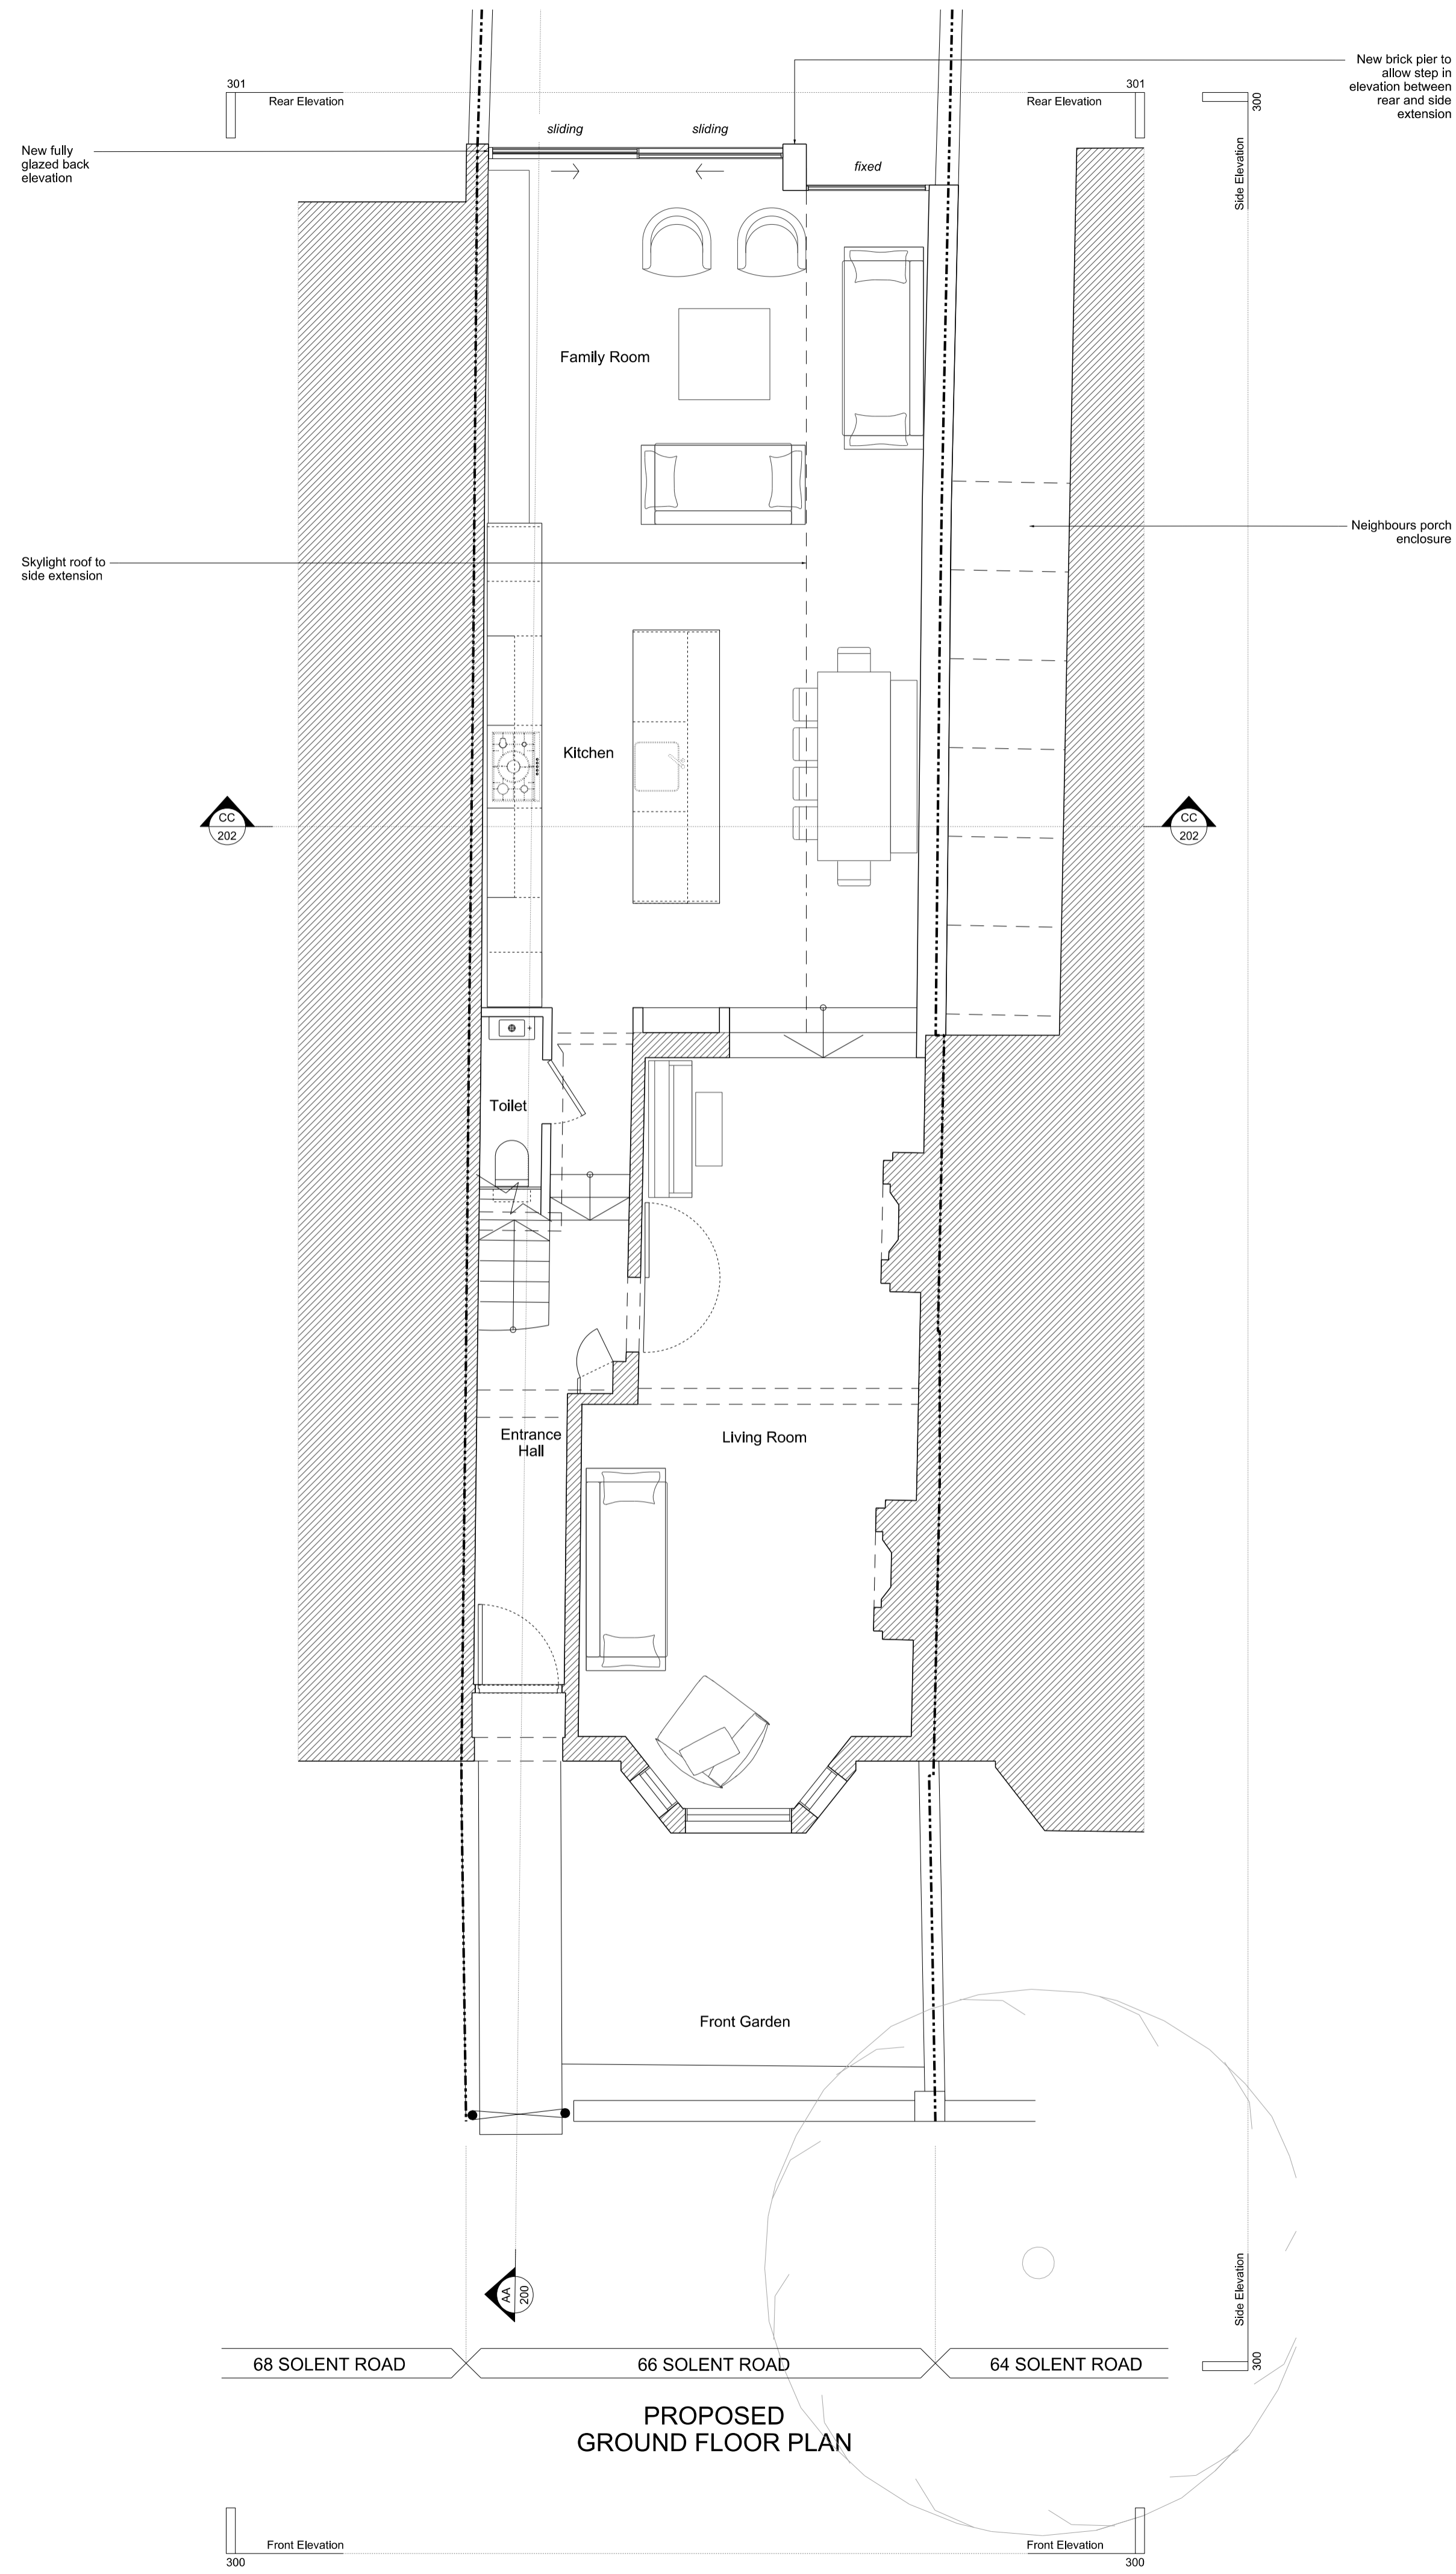 New brick pier to
allow step in
elevation between
rear and side
extension
301
301
Rear Elevation
Rear Elevation
300
Side Elevation
sliding
sliding
New fully
glazed back
elevation
fixed
Family Room
Neighbours porch
enclosure
Skylight roof to
side extension
Kitchen
CC
202
CC
202
Toilet
Entrance
Hall
Living Room
Front Garden
AA
200
Side Elevation
300
68 SOLENT ROAD
66 SOLENT ROAD
64 SOLENT ROAD
PROPOSED
GROUND FLOOR PLAN
Front Elevation
Front Elevation
300
300